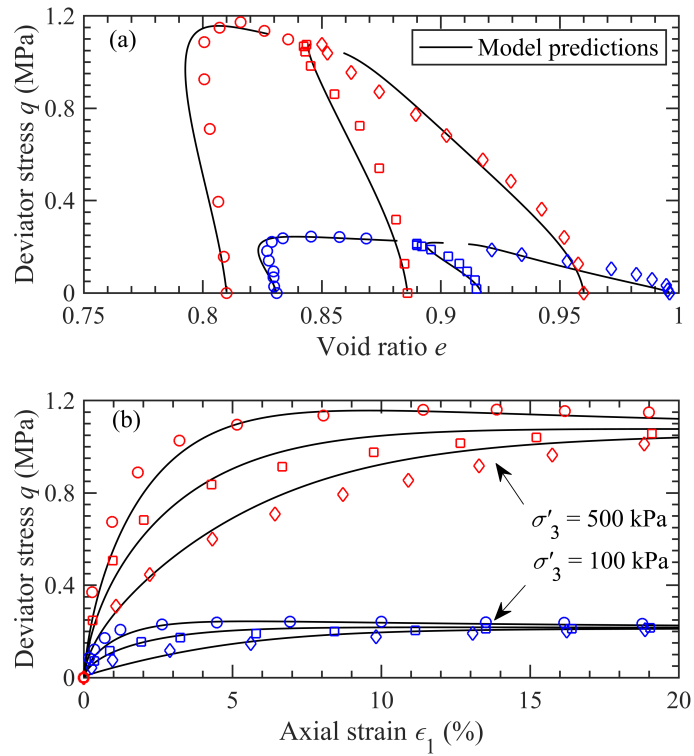 1.2
0.8
0.4
0
Deviator stress q (MPa)
(a)
Model predictions
0.75
0.8
0.85
0.9
0.95
1
Void ratio e
1.2
0.8
0.4
0
Deviator stress q (MPa)
(b)
σ′₃ = 500 kPa
σ′₃ = 100 kPa
0
5
10
15
20
Axial strain ϵ₁ (%)